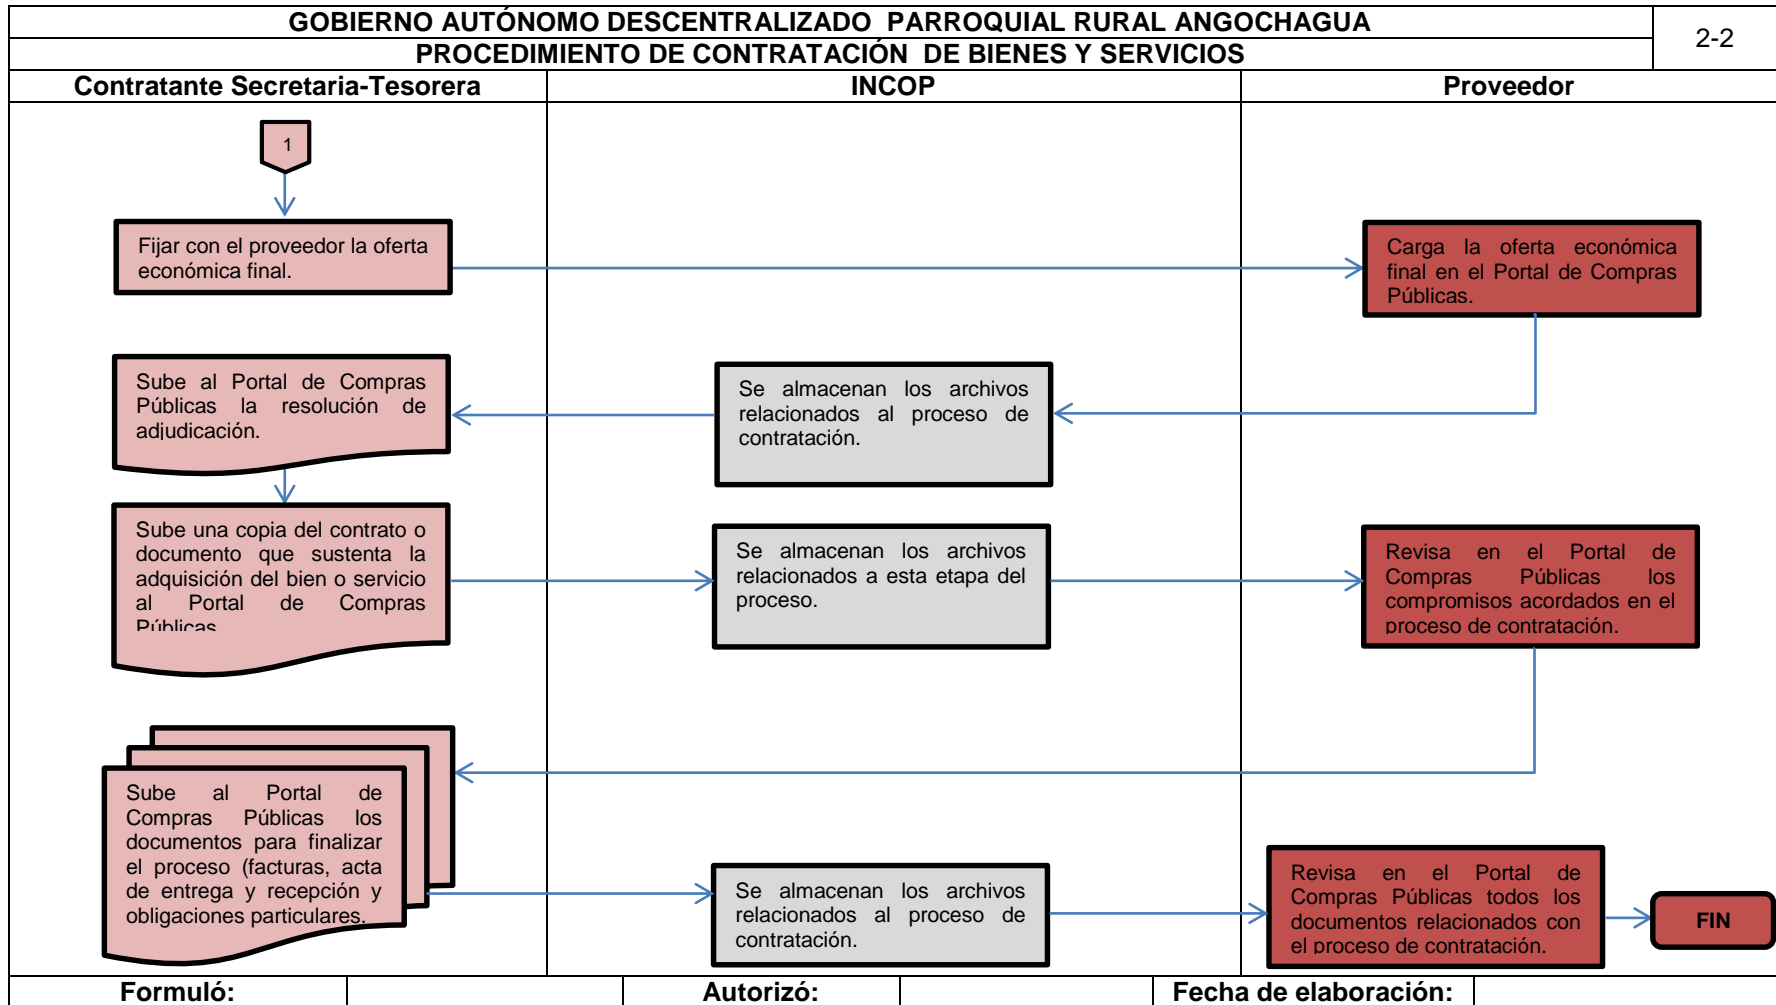 GOBIERNO AUTÓNOMO DESCENTRALIZADO PARROQUIAL RURAL ANGOCHAGUA
2-2
PROCEDIMIENTO DE CONTRATACIÓN DE BIENES Y SERVICIOS
Contratante Secretaria-Tesorera
INCOP
Proveedor
1
Fijar con el proveedor la oferta
económica final.
Carga la oferta económica
final en el Portal de Compras
Públicas.
Se almacenan los archivos
relacionados al proceso de
contratación.
Sube al Portal de Compras
Públicas la resolución de
adjudicación.
Sube una copia del contrato o
documento que sustenta la
adquisición del bien o servicio
al Portal de Compras
Públicas
Se almacenan los archivos
relacionados a esta etapa del
proceso.
Revisa en el Portal de
Compras Públicas los
compromisos acordados en el
proceso de contratación.
Sube al Portal de
Compras Públicas los
documentos para finalizar
el proceso (facturas, acta
de entrega y recepción y
obligaciones particulares.
Se almacenan los archivos
relacionados al proceso de
contratación.
Revisa en el Portal de
Compras Públicas todos los
documentos relacionados con
el proceso de contratación.
FIN
Formuló:
Autorizó:
Fecha de elaboración: